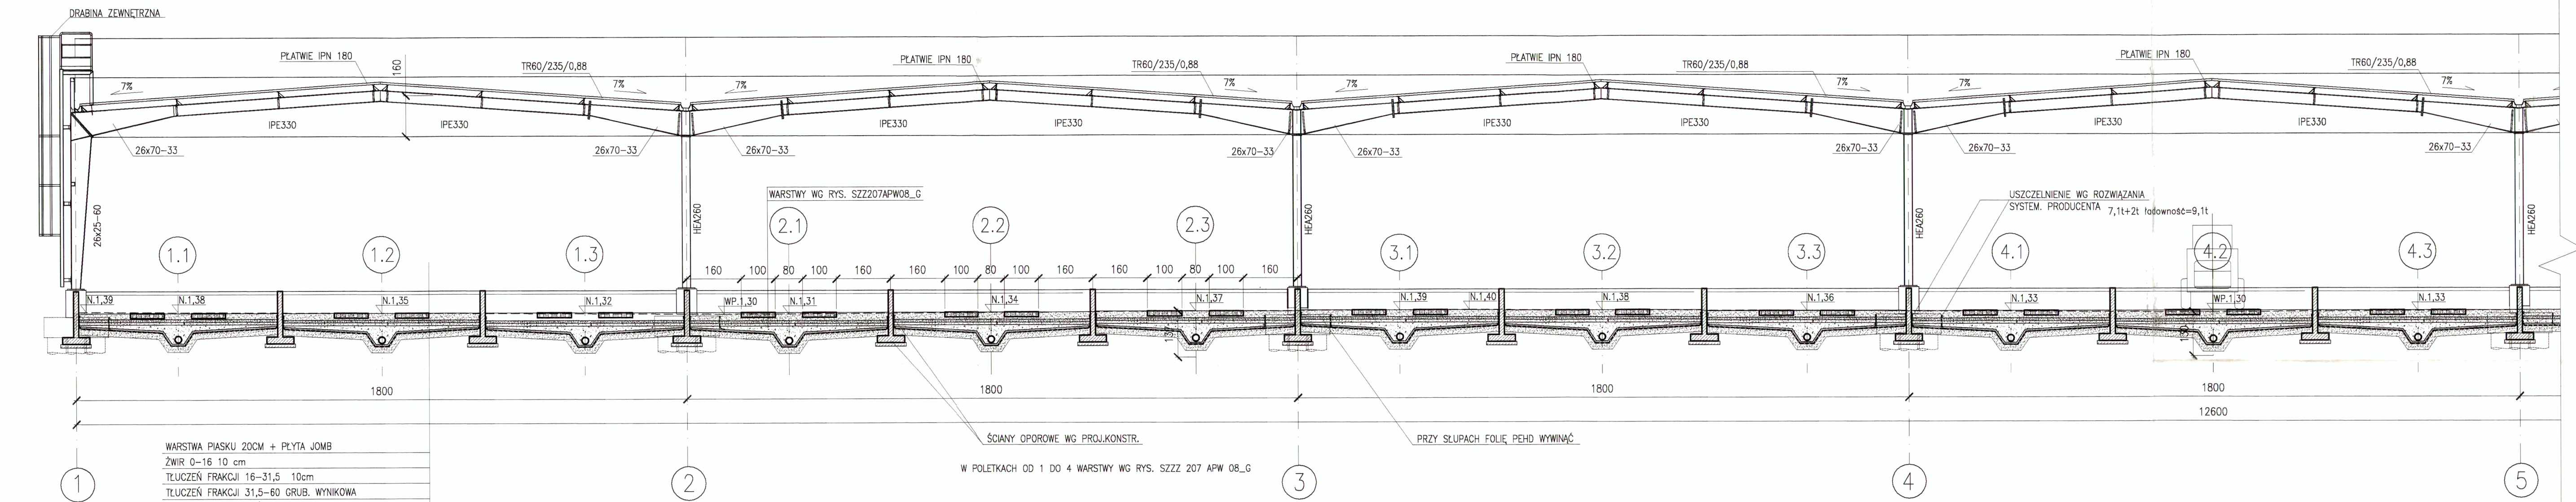 DRABINA ZEWNĘTRZNA
PŁATWIE IPN 180
160
TR60/235/0,88
PŁATWIE IPN 180
TR60/235/0,88
PŁATWIE IPN 180
TR60/235/0,88
PŁATWIE IPN 180
TR60/235/0,88
7%
7%
7%
7%
7%
7%
7%
7%
IPE330
IPE330
IPE330
IPE330
IPE330
IPE330
IPE330
IPE330
26x70-33
26x70-33
26x70-33
26x70-33
26x70-33
26x70-33
26x70-33
26x70-33
WARSTWY WG RYS. SZZ207APW08_G
USZCZELNIENIE WG ROZWIĄZANIA
SYSTEM. PRODUCENTA
7,1t+2t ładowność=9,1t
26x25-60
HEA260
HEA260
HEA260
HEA260
1.1
1.2
1.3
2.1
2.2
2.3
3.1
3.2
3.3
4.1
4.2
4.3
160
100
80
100
160
160
100
80
100
160
160
100
80
100
160
N.1,39
N.1,38
N.1,35
N.1,32
WP.1,30
N.1,31
N.1,34
N.1,37
N.1,39
N.1,40
N.1,38
N.1,36
N.1,33
WP.1,30
N.1,33
130
130
1800
1800
1800
1800
12600
WARSTWA PIASKU 20CM + PŁYTA JOMB
ŻWIR 0-16 10 cm
TŁUCZEŃ FRAKCJI 16-31,5 10cm
TŁUCZEŃ FRAKCJI 31,5-60 GRUB. WYNIKOWA
ŚCIANY OPOROWE WG PROJ.KONSTR.
PRZY SŁUPACH FOLIĘ PEHD WYWINĄĆ
W POLETKACH OD 1 DO 4 WARSTWY WG RYS. SZZZ 207 APW 08_G
1
2
3
4
5